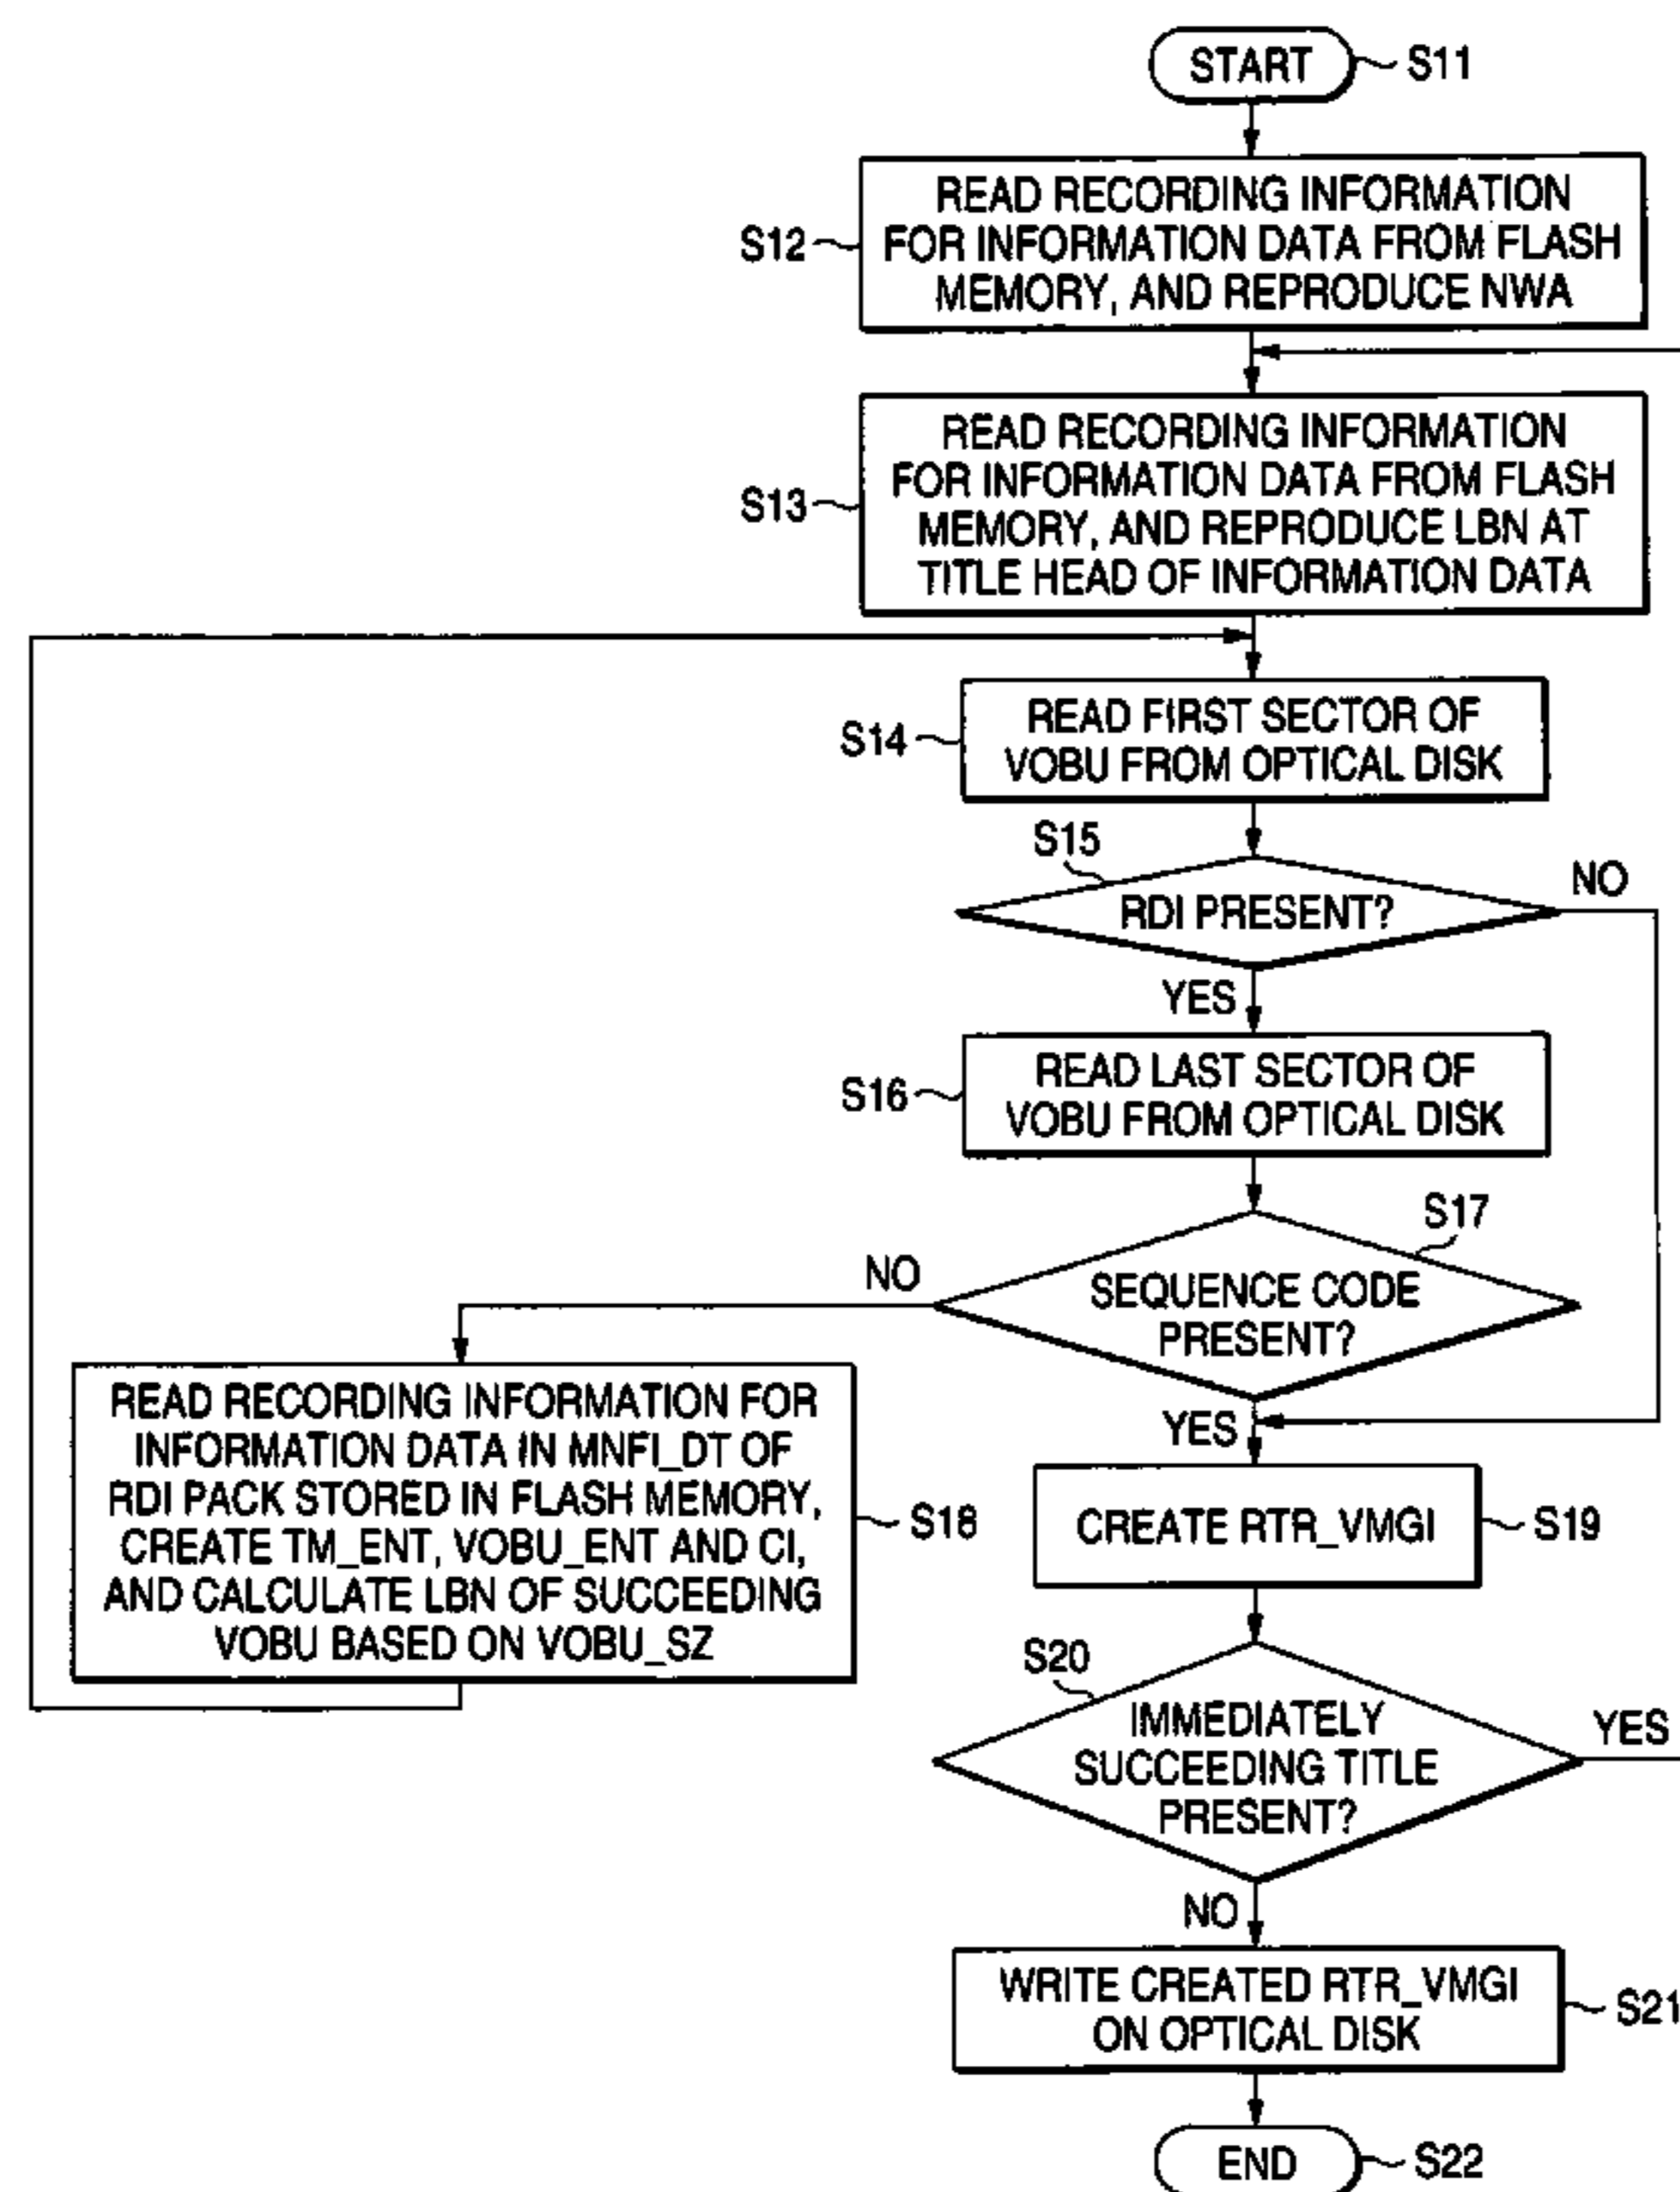 START
S11
S12
READ RECORDING INFORMATION
FOR INFORMATION DATA FROM FLASH
MEMORY, AND REPRODUCE NWA
S13
READ RECORDING INFORMATION
FOR INFORMATION DATA FROM FLASH
MEMORY, AND REPRODUCE LBN AT
TITLE HEAD OF INFORMATION DATA
S14
READ FIRST SECTOR OF
VOBU FROM OPTICAL DISK
S15
RDI PRESENT?
NO
YES
S16
READ LAST SECTOR OF
VOBU FROM OPTICAL DISK
S17
SEQUENCE CODE
PRESENT?
NO
YES
READ RECORDING INFORMATION FOR
INFORMATION DATA IN MNFI_DT OF
RDI PACK STORED IN FLASH MEMORY,
CREATE TM_ENT, VOBU_ENT AND CI,
AND CALCULATE LBN OF SUCCEEDING
VOBU BASED ON VOBU_SZ
S18
CREATE RTR_VMGI
S19
S20
IMMEDIATELY
SUCCEEDING TITLE
PRESENT?
YES
NO
WRITE CREATED RTR_VMGI
ON OPTICAL DISK
S21
END
S22